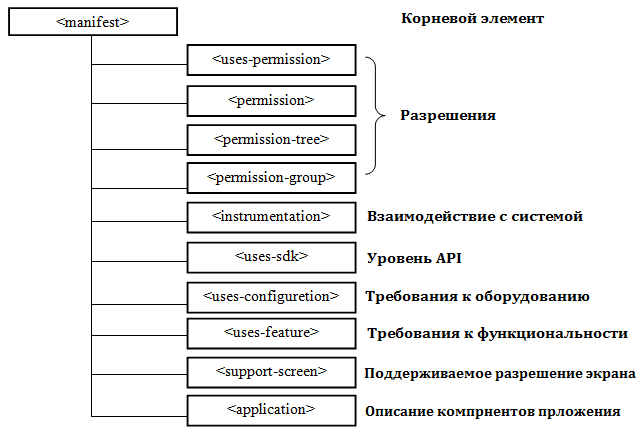 <manifest> Корневой элемент
<uses-permission>
<permission>
Разрешения
<permission-tree>
<permission-group>
<instrumentation> Взаимодействие с системой
<uses-sdk> Уровень API
<uses-configuretion> Требования к оборудованию
<uses-feature> Требования к функциональности
<support-screen> Поддерживаемое разрешение экрана
<application> Описание компрнентов прложения